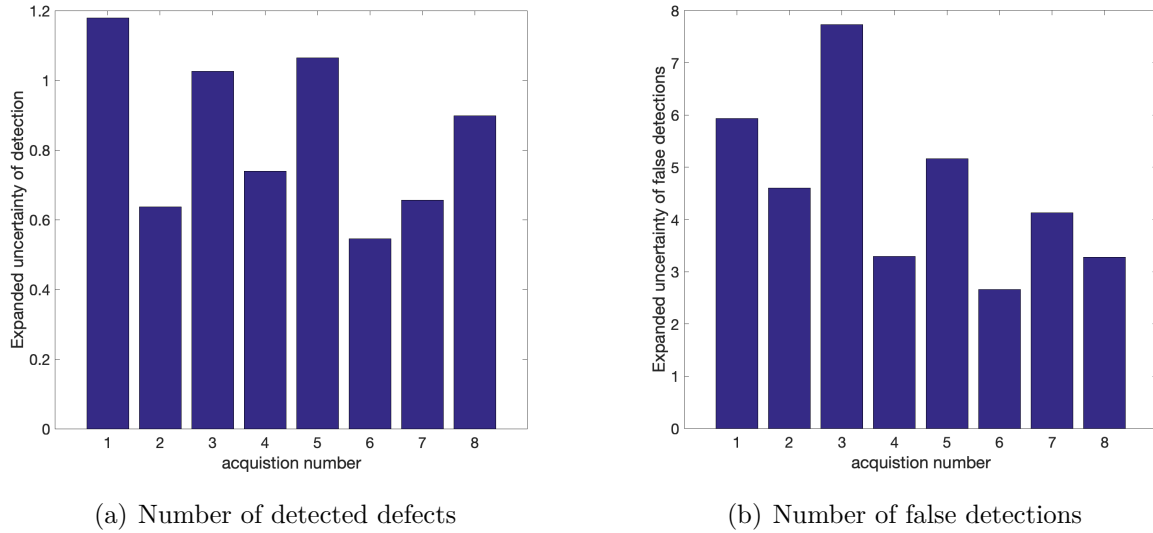 1.2
1
0.8
0.6
0.4
0.2
0
Expanded uncertainty of detection
1 2 3 4 5 6 7 8
acquistion number
(a) Number of detected defects
8
7
6
5
4
3
2
1
0
Expanded uncertainty of false detections
1 2 3 4 5 6 7 8
acquistion number
(b) Number of false detections